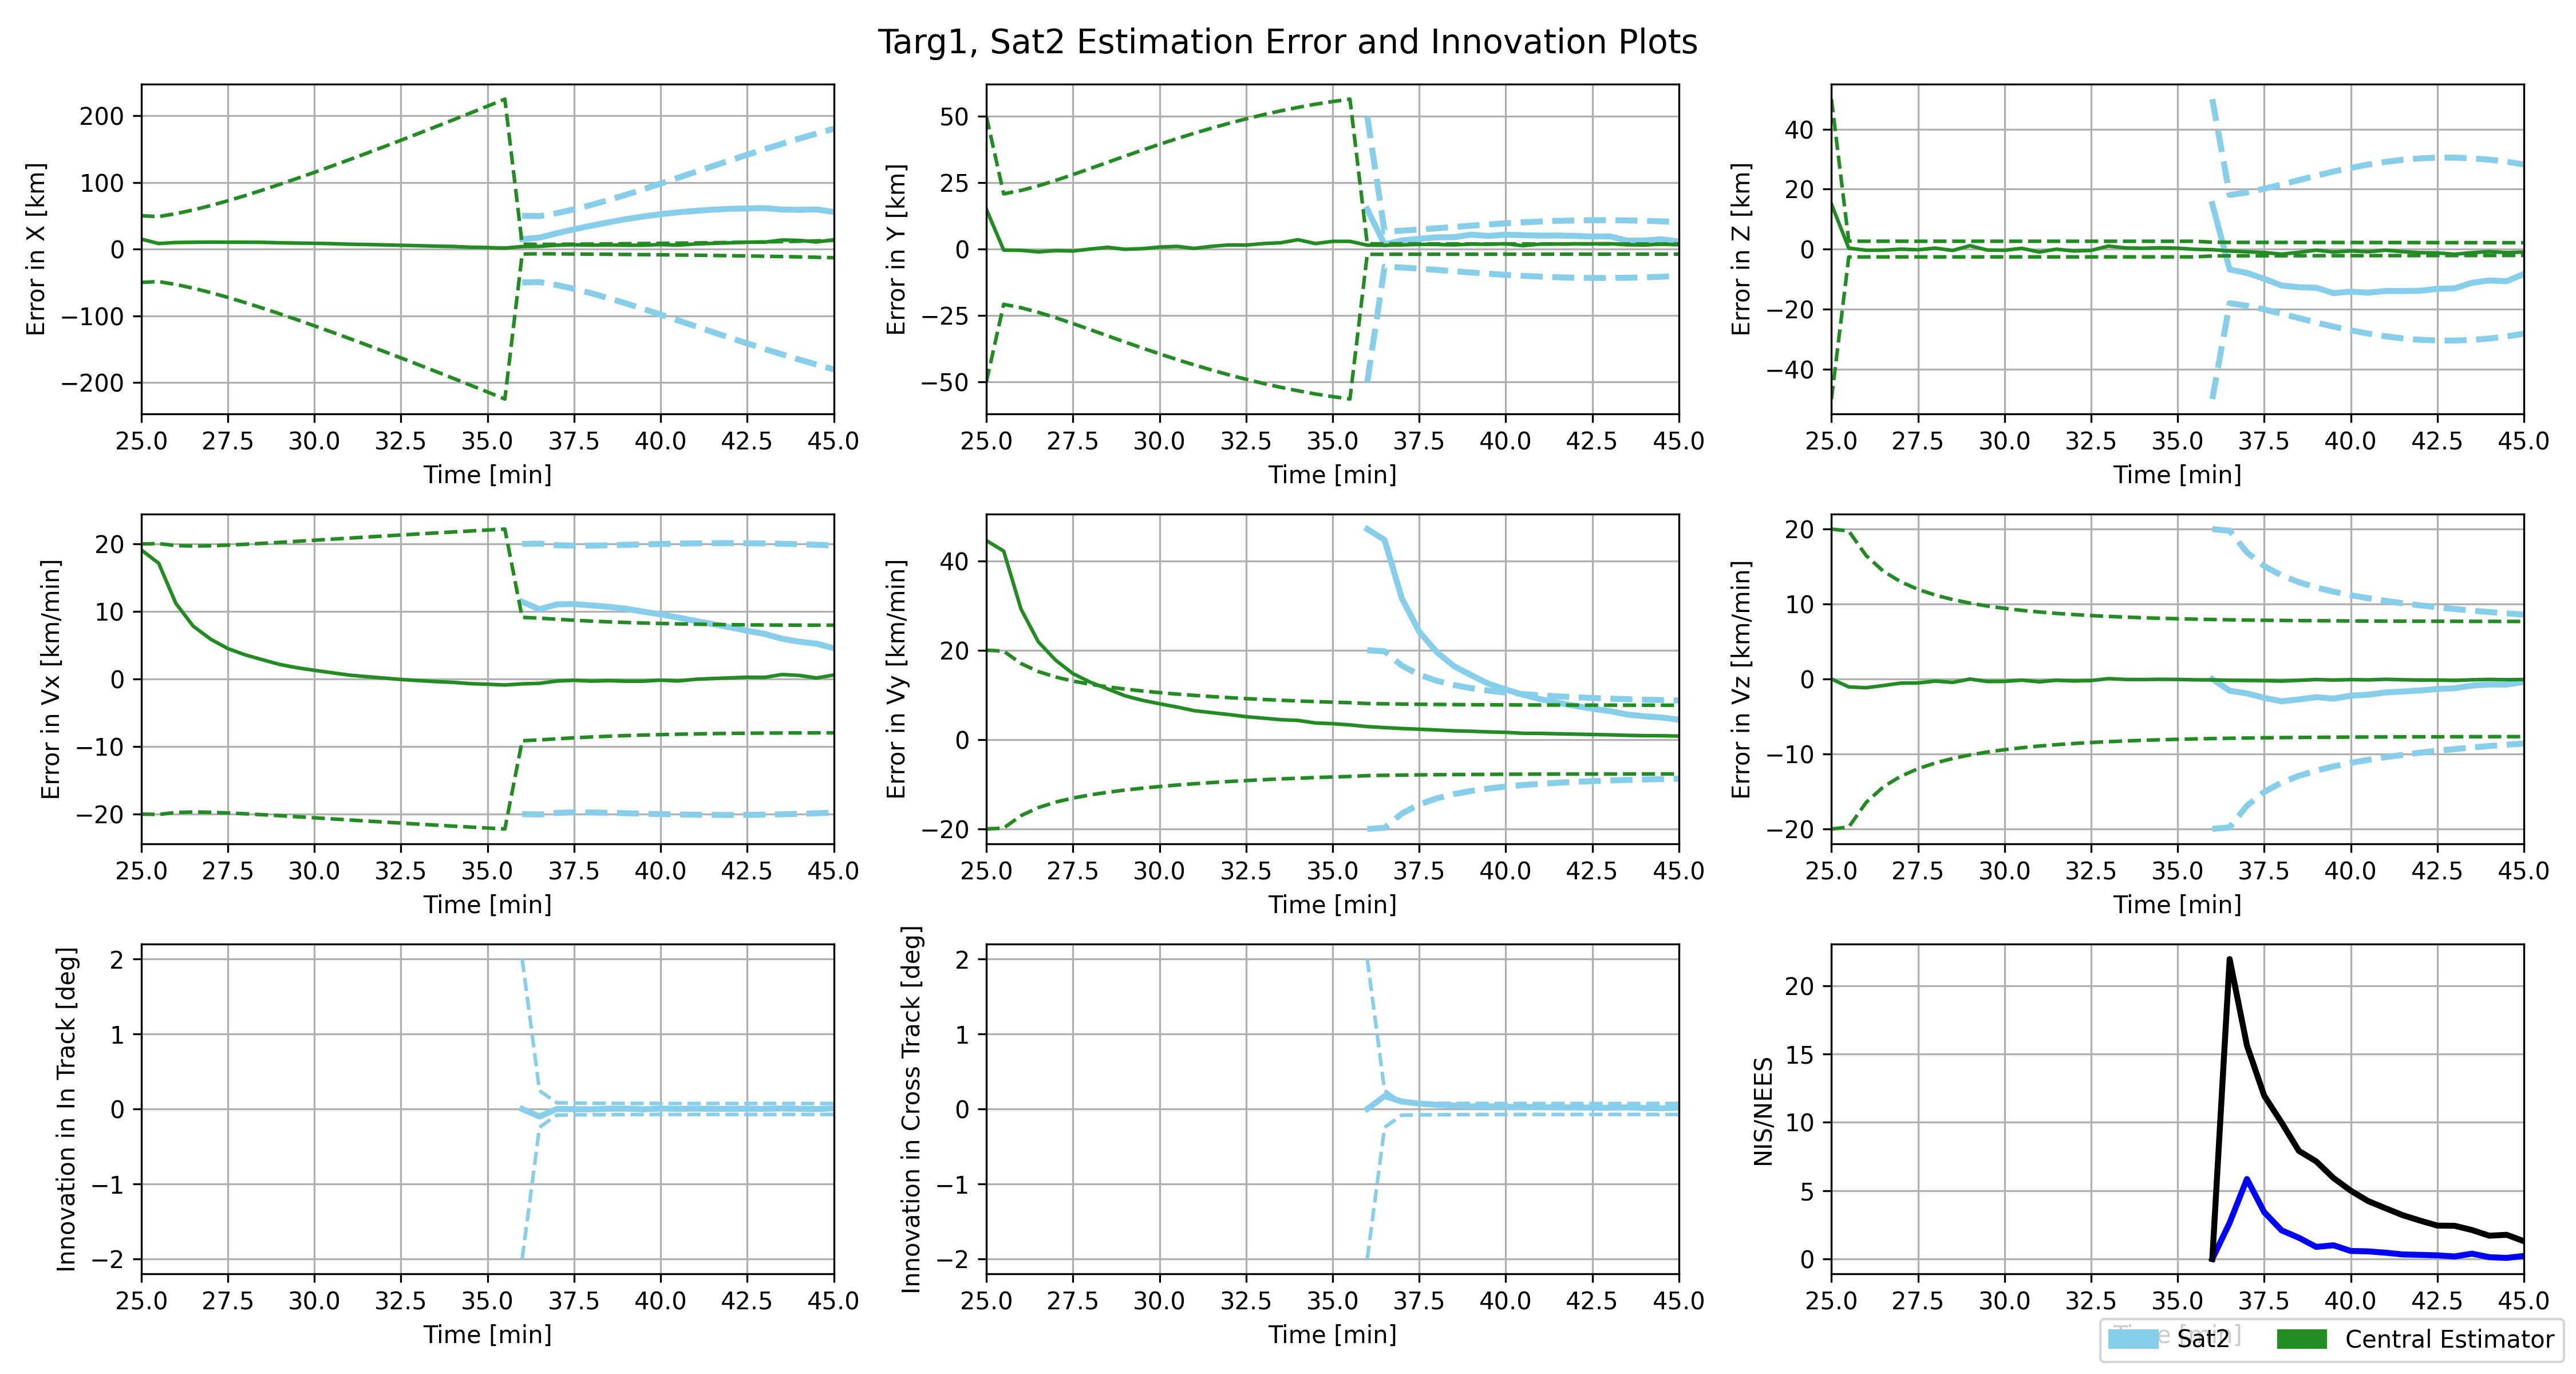 Targ1, Sat2 Estimation Error and Innovation Plots
200
100
0
−100
−200
Error in X [km]
25.0 27.5 30.0 32.5 35.0 37.5 40.0 42.5 45.0
Time [min]
50
25
0
−25
−50
Error in Y [km]
25.0 27.5 30.0 32.5 35.0 37.5 40.0 42.5 45.0
Time [min]
40
20
0
−20
−40
Error in Z [km]
25.0 27.5 30.0 32.5 35.0 37.5 40.0 42.5 45.0
Time [min]
20
10
0
−10
−20
Error in Vx [km/min]
25.0 27.5 30.0 32.5 35.0 37.5 40.0 42.5 45.0
Time [min]
40
20
0
−20
Error in Vy [km/min]
25.0 27.5 30.0 32.5 35.0 37.5 40.0 42.5 45.0
Time [min]
20
10
0
−10
−20
Error in Vz [km/min]
25.0 27.5 30.0 32.5 35.0 37.5 40.0 42.5 45.0
Time [min]
2
1
0
−1
−2
Innovation in In Track [deg]
25.0 27.5 30.0 32.5 35.0 37.5 40.0 42.5 45.0
Time [min]
2
1
0
−1
−2
Innovation in Cross Track [deg]
25.0 27.5 30.0 32.5 35.0 37.5 40.0 42.5 45.0
Time [min]
20
15
10
5
0
NIS/NEES
25.0 27.5 30.0 32.5 35.0 37.5 40.0 42.5 45.0
Time [min]
Sat2 Central Estimator